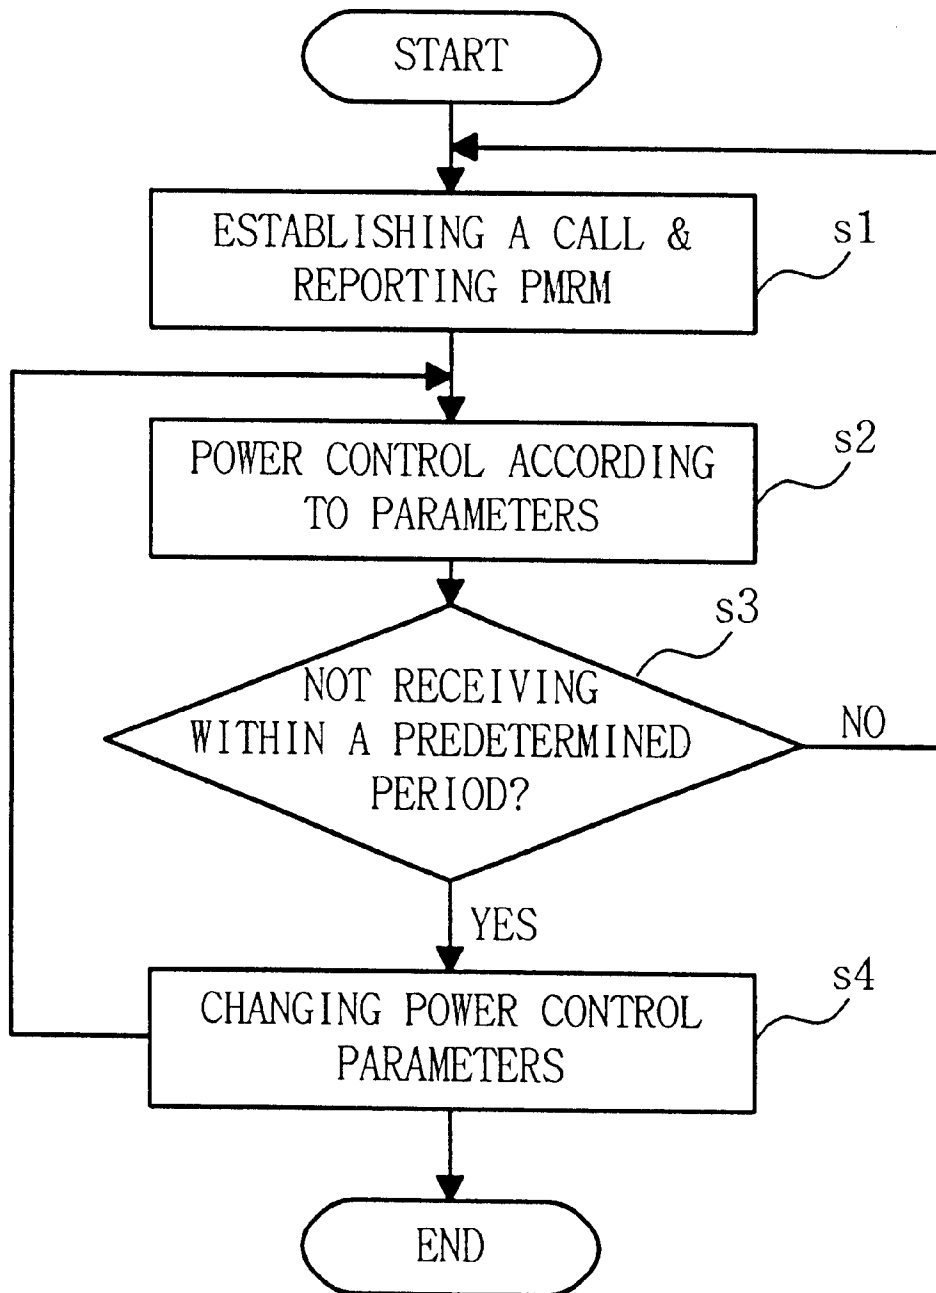 START
ESTABLISHING A CALL &
REPORTING PMRM
s1
POWER CONTROL ACCORDING
TO PARAMETERS
s2
s3
NOT RECEIVING
WITHIN A PREDETERMINED
PERIOD?
NO
YES
CHANGING POWER CONTROL
PARAMETERS
s4
END